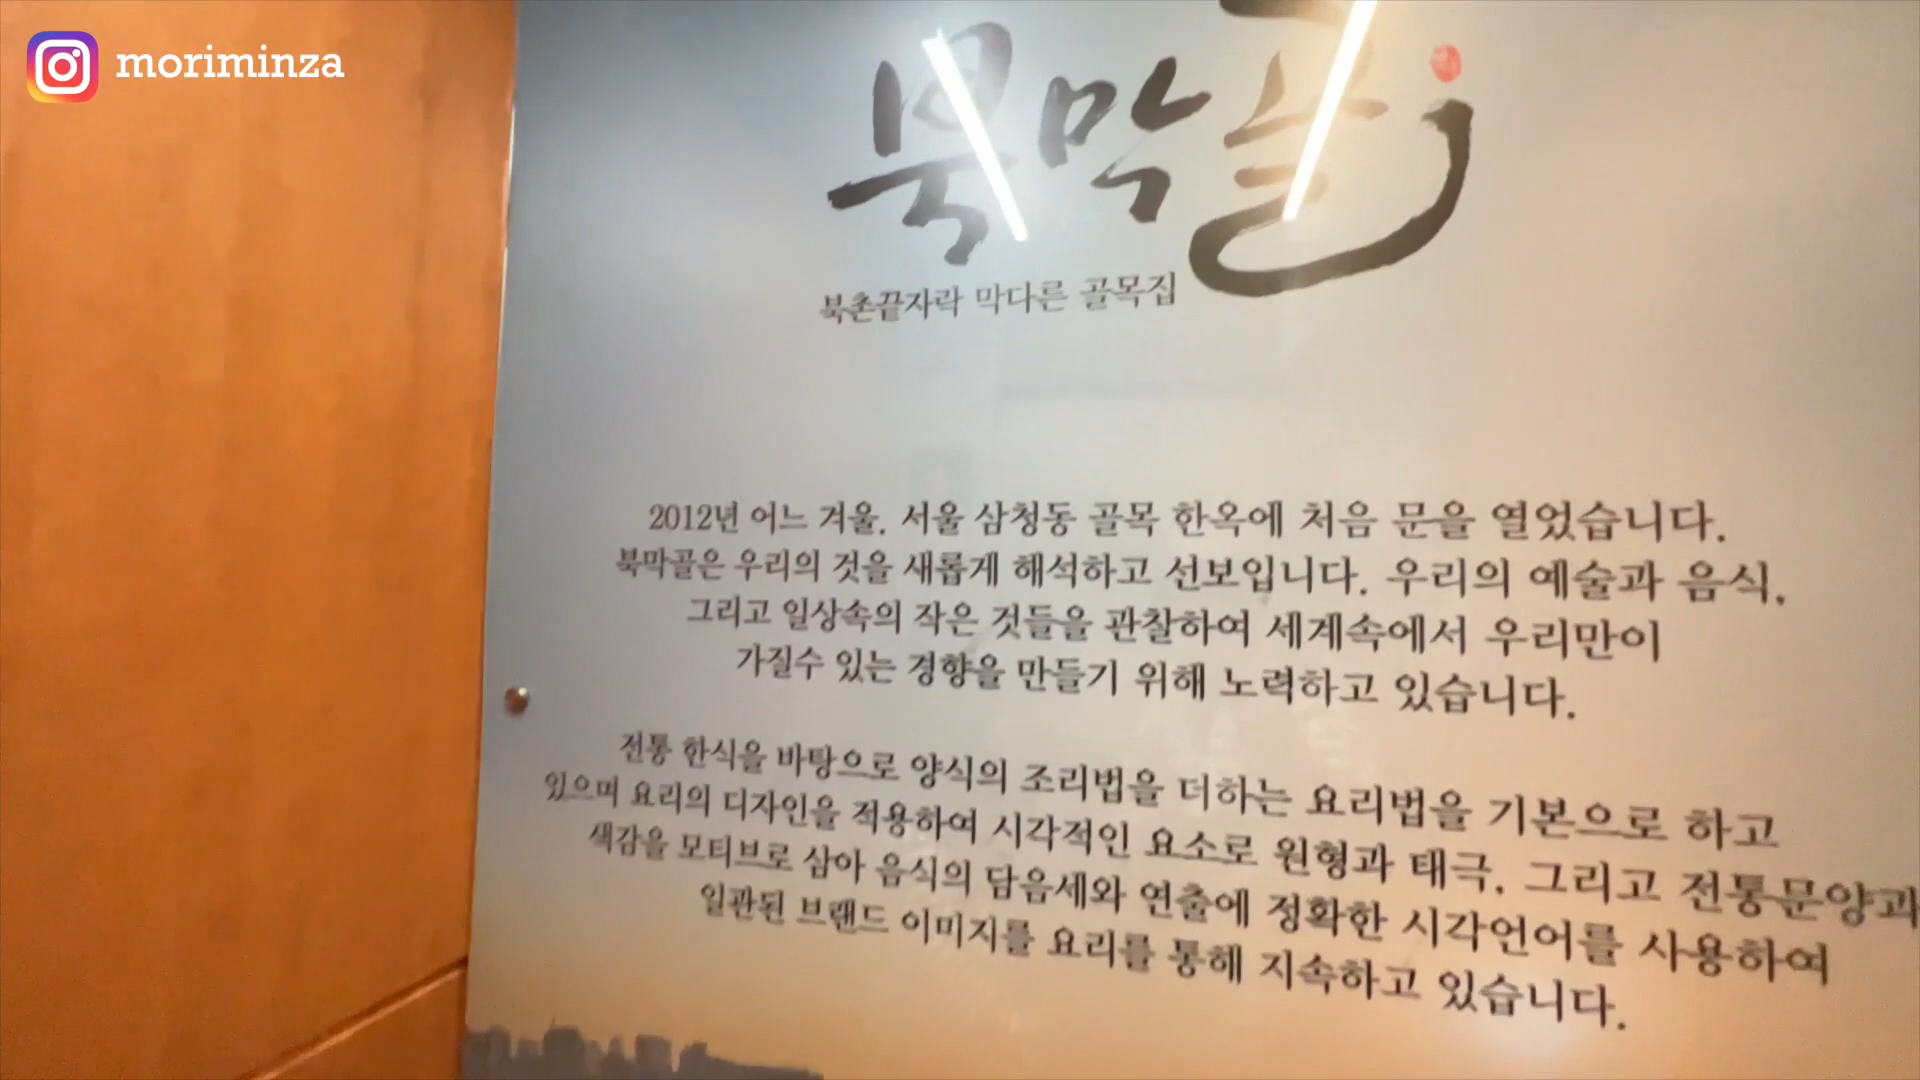 moriminza
북막골
북촌끝자락 막다른 골목집
2012년 어느 겨울. 서울 삼청동 골목 한옥에 처음 문을 열었습니다.
북막골은 우리의 것을 새롭게 해석하고 선보입니다. 우리의 예술과 음식,
그리고 일상속의 작은 것들을 관찰하여 세계속에서 우리만이
가질수 있는 경향을 만들기 위해 노력하고 있습니다.
전통 한식을 바탕으로 양식의 조리법을 더하는 요리법을 기본으로 하고
있으며 요리의 디자인을 적용하여 시각적인 요소로 원형과 태극, 그리고 전통문양과
색감을 모티브로 삼아 음식의 담음세와 연출에 정확한 시각언어를 사용하여
일관된 브랜드 이미지를 요리를 통해 지속하고 있습니다.